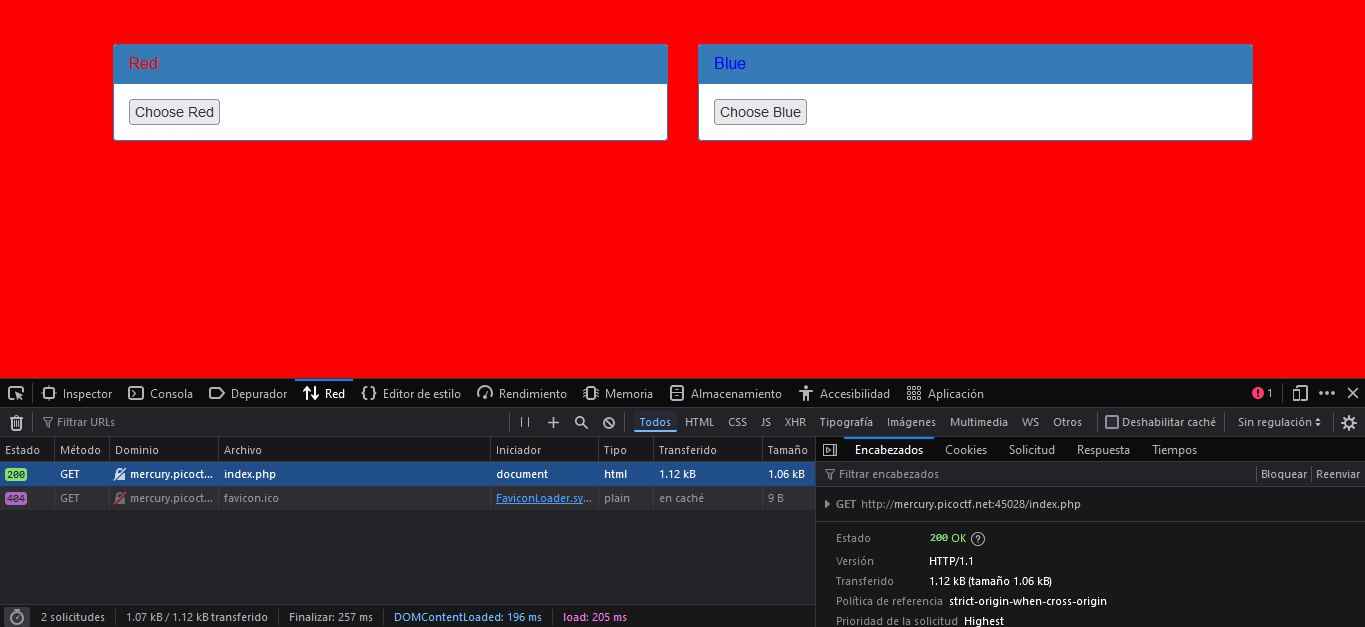 Red Blue
Choose Red Choose Blue
Inspector Consola Depurador Red Editor de estilo Rendimiento Memoria Almacenamiento Accesibilidad Aplicación 1
Filtrar URLs Todos HTML CSS JS XHR Tipografía Imágenes Multimedia WS Otros Deshabilitar caché Sin regulación
Estado Método Dominio Archivo Iniciador Tipo Transferido Tamaño
200 GET mercury.picoct... index.php document html 1.12 kB 1.06 kB
404 GET mercury.picoct... favicon.ico FaviconLoader.sy... plain en caché 9 B
2 solicitudes 1.07 kB / 1.12 kB transferido Finalizar: 257 ms DOMContentLoaded: 196 ms load: 205 ms
Encabezados Cookies Solicitud Respuesta Tiempos
Filtrar encabezados Bloquear Reenviar
GET http://mercury.picoctf.net:45028/index.php
Estado 200 OK ?
Versión HTTP/1.1
Transferido 1.12 kB (tamaño 1.06 kB)
Política de referencia strict-origin-when-cross-origin
Prioridad de la solicitud Highest